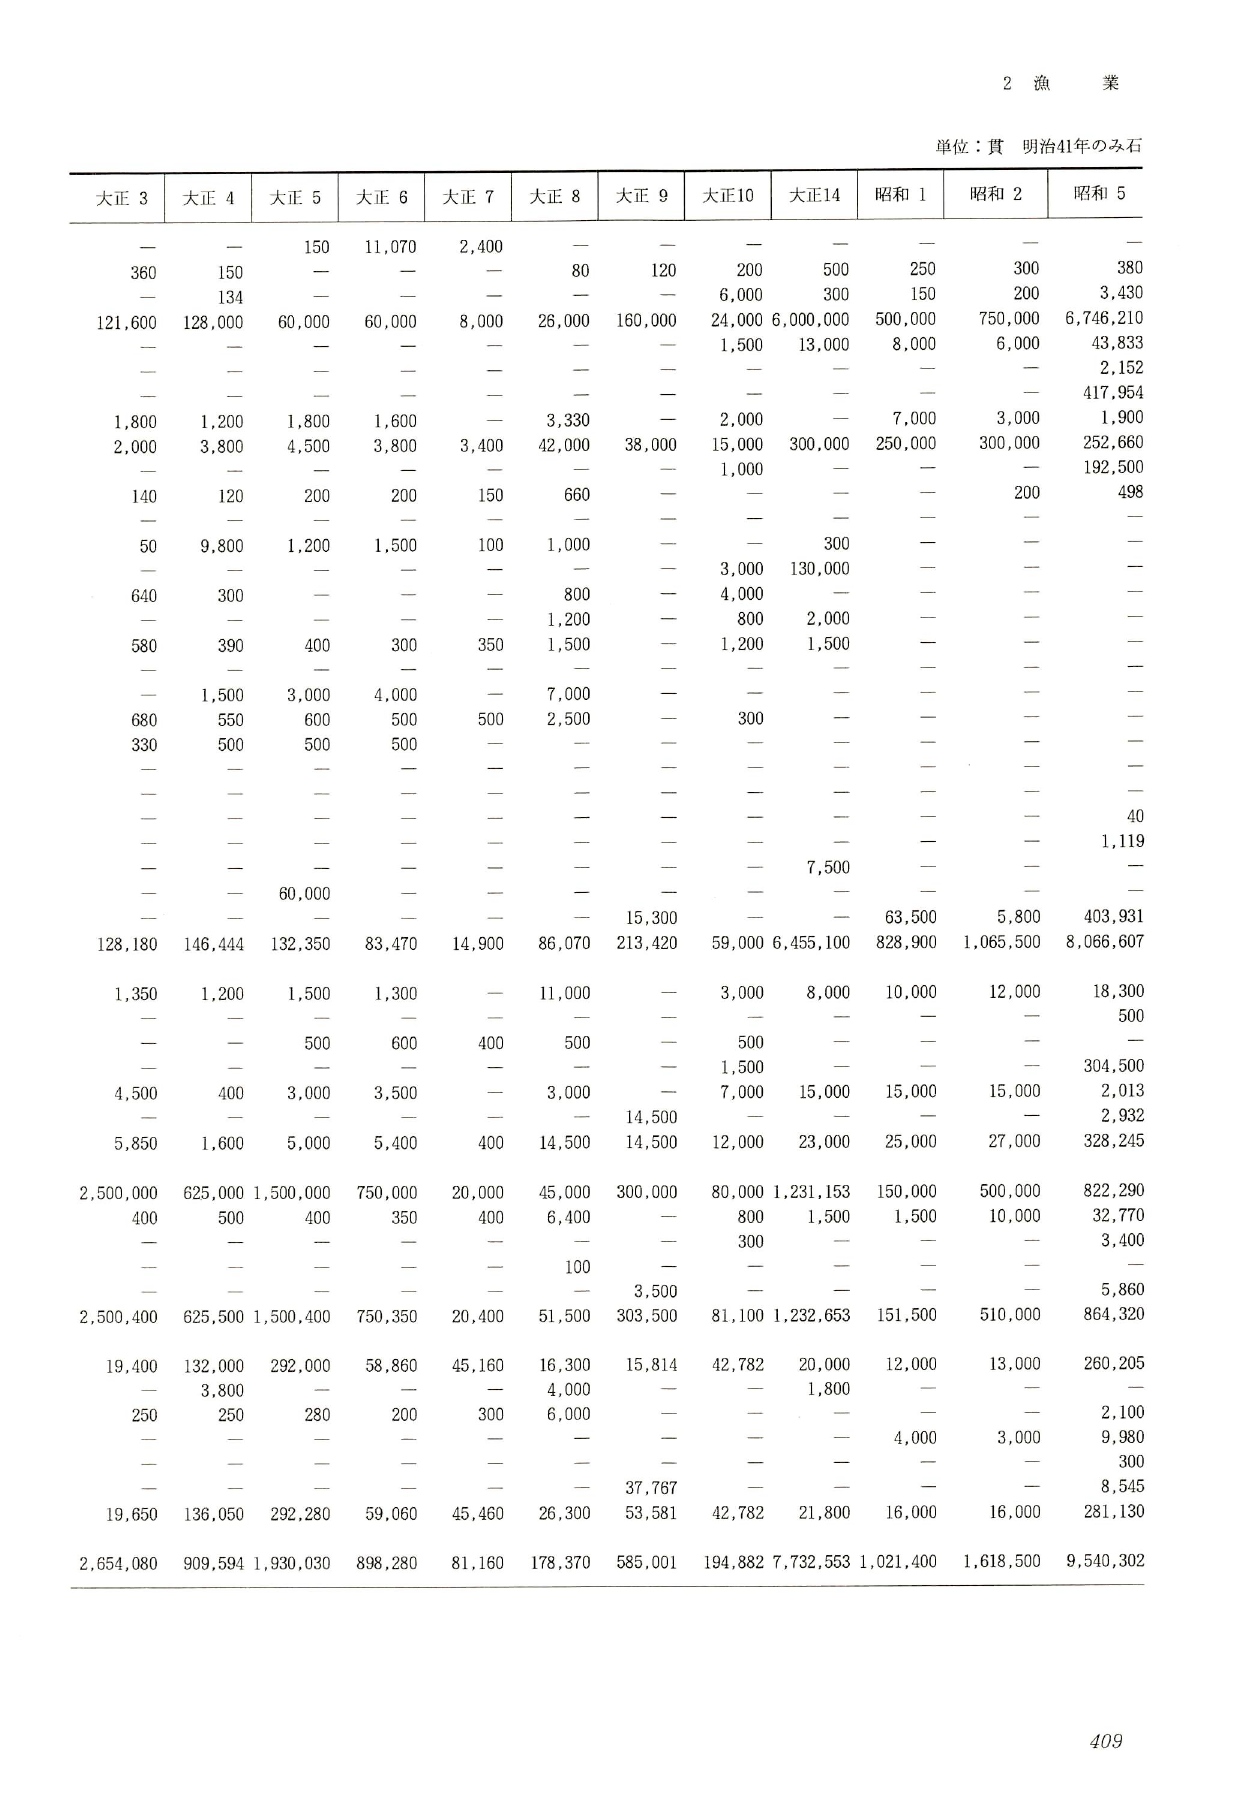 2 漁 業
単位：貫 明治41年のみ石
大正 3 大正 4 大正 5 大正 6 大正 7 大正 8 大正 9 大正10 大正14 昭和 1 昭和 2 昭和 5
— — 150 11,070 2,400 — — — — — — —
360 150 — — — 80 120 200 500 250 300 380
— 134 — — — — — 6,000 300 150 200 3,430
121,600 128,000 60,000 60,000 8,000 26,000 160,000 24,000 6,000,000 500,000 750,000 6,746,210
— — — — — — — 1,500 13,000 8,000 6,000 43,833
— — — — — — — — — — — 2,152
— — — — — — — — — — — 417,954
1,800 1,200 1,800 1,600 — 3,330 — 2,000 — 7,000 3,000 1,900
2,000 3,800 4,500 3,800 3,400 42,000 38,000 15,000 300,000 250,000 300,000 252,660
— — — — — — — 1,000 — — — 192,500
140 120 200 200 150 660 — — — — 200 498
— — — — — — — — — — — —
50 9,800 1,200 1,500 100 1,000 — — 300 — — —
— — — — — — — 3,000 130,000 — — —
640 300 — — — 800 — 4,000 — — — —
— — — — — 1,200 — 800 2,000 — — —
580 390 400 300 350 1,500 — 1,200 1,500 — — —
— — — — — — — — — — — —
— 1,500 3,000 4,000 — 7,000 — — — — — —
680 550 600 500 500 2,500 — 300 — — — —
330 500 500 500 — — — — — — — —
— — — — — — — — — — — —
— — — — — — — — — — — —
— — — — — — — — — — — 40
— — — — — — — — — — — 1,119
— — — — — — — — 7,500 — — —
— — 60,000 — — — — — — — — —
— — — — — — 15,300 — — 63,500 5,800 403,931
128,180 146,444 132,350 83,470 14,900 86,070 213,420 59,000 6,455,100 828,900 1,065,500 8,066,607
1,350 1,200 1,500 1,300 — 11,000 — 3,000 8,000 10,000 12,000 18,300
— — — — — — — — — — — 500
— — 500 600 400 500 — 500 — — — —
— — — — — — — 1,500 — — — 304,500
4,500 400 3,000 3,500 — 3,000 — 7,000 15,000 15,000 15,000 2,013
— — — — — — 14,500 — — — — 2,932
5,850 1,600 5,000 5,400 400 14,500 14,500 12,000 23,000 25,000 27,000 328,245
2,500,000 625,000 1,500,000 750,000 20,000 45,000 300,000 80,000 1,231,153 150,000 500,000 822,290
400 500 400 350 400 6,400 — 800 1,500 1,500 10,000 32,770
— — — — — — — 300 — — — 3,400
— — — — — 100 — — — — — —
— — — — — — 3,500 — — — — 5,860
2,500,400 625,500 1,500,400 750,350 20,400 51,500 303,500 81,100 1,232,653 151,500 510,000 864,320
19,400 132,000 292,000 58,860 45,160 16,300 15,814 42,782 20,000 12,000 13,000 260,205
— 3,800 — — — 4,000 — — 1,800 — — —
250 250 280 200 300 6,000 — — — — — 2,100
— — — — — — — — — 4,000 3,000 9,980
— — — — — — — — — — — 300
— — — — — — 37,767 — — — — 8,545
19,650 136,050 292,280 59,060 45,460 26,300 53,581 42,782 21,800 16,000 16,000 281,130
2,654,080 909,594 1,930,030 898,280 81,160 178,370 585,001 194,882 7,732,553 1,021,400 1,618,500 9,540,302
409